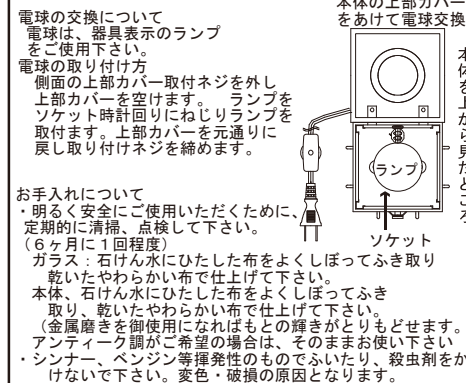 電球の交換について
電球は、器具表示のランプ
をご使用下さい。
電球の取り付け方
側面の上部カバー取付ネジを外し
上部カバーを空けます。 ランプを
ソケット時計回りにねじりランプを
取付ます。上部カバーを元通りに
戻し取り付けネジを締めます。
本体の上部カバー
をあけて電球交換
本体を上から見たところ
ランプ
ソケット
お手入れについて
・明るく安全にご使用いただくために、
定期的に清掃、点検して下さい。
(6ヶ月に1回程度)
ガラス:石けん水にひたした布をよくしぼってふき取り
乾いたやわらかい布で仕上げて下さい。
本体、石けん水にひたした布をよくしぼってふき
取り、乾いたやわらかい布で仕上げて下さい。
(金属磨きを御使用になればもとの輝きがとりもどせます。
アンティーク調がご希望の場合は、そのままお使い下さい
・シンナー、ベンジン等揮発性のものでふいたり、殺虫剤をか
けないで下さい。変色・破損の原因となります。